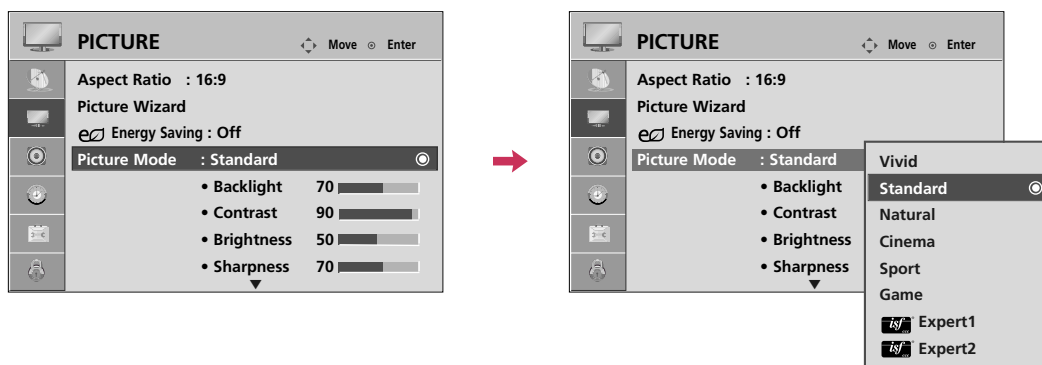 PICTURE Move Enter
Aspect Ratio : 16:9
Picture Wizard
e Energy Saving : Off
Picture Mode : Standard
• Backlight 70
• Contrast 90
• Brightness 50
• Sharpness 70
PICTURE Move Enter
Aspect Ratio : 16:9
Picture Wizard
e Energy Saving : Off
Picture Mode : Standard
• Backlight
• Contrast
• Brightness
• Sharpness
Vivid
Standard
Natural
Cinema
Sport
Game
isf Expert1
isf Expert2